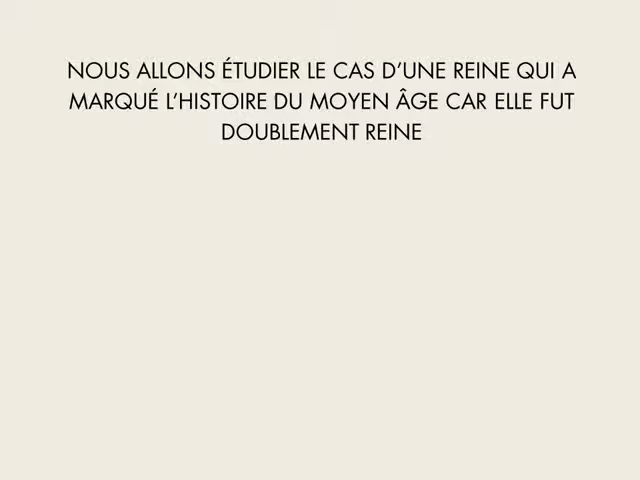 NOUS ALLONS ÉTUDIER LE CAS D’UNE REINE QUI A
MARQUÉ L’HISTOIRE DU MOYEN ÂGE CAR ELLE FUT
DOUBLEMENT REINE